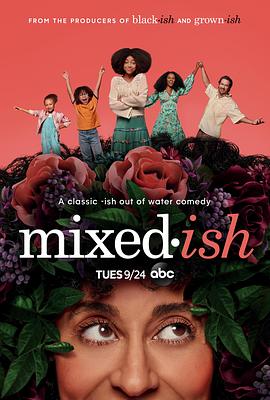 FROM THE PRODUCERS OF black-ish AND grown-ish
A classic -ish out of water comedy
mixed·ish
TUES 9/24 abc